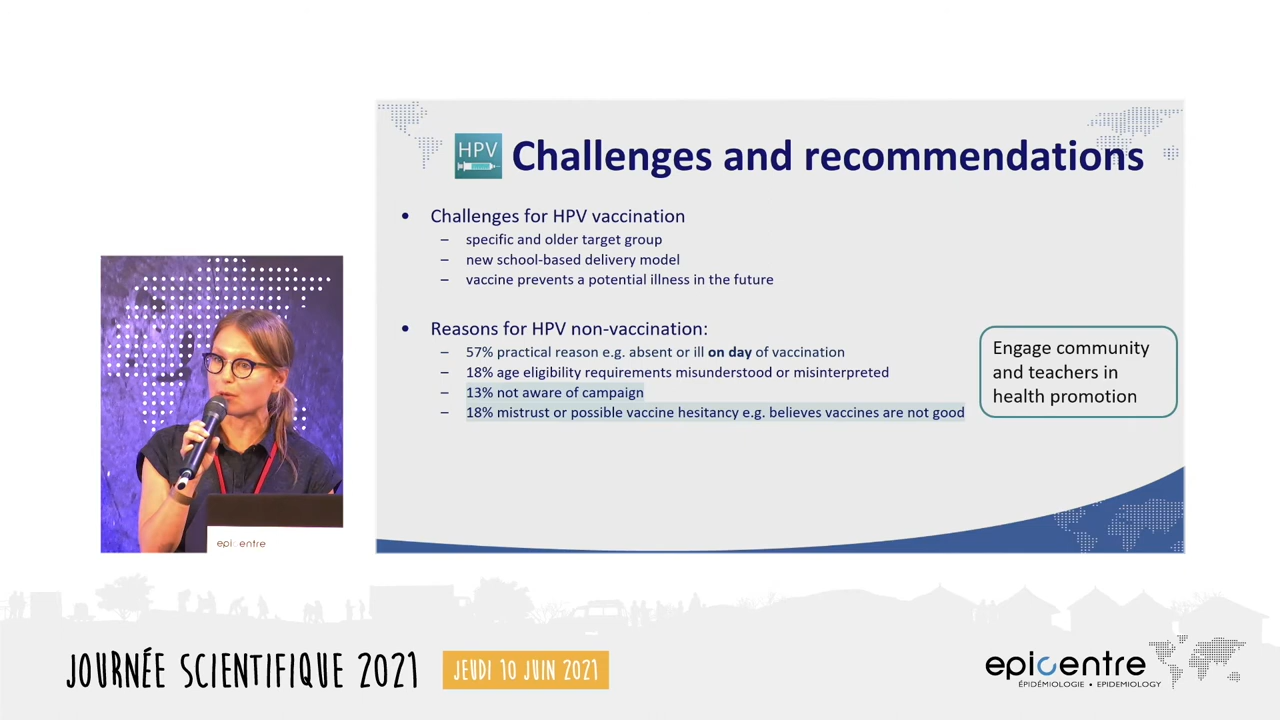 HPV
Challenges and recommendations
• Challenges for HPV vaccination
– specific and older target group
– new school-based delivery model
– vaccine prevents a potential illness in the future
• Reasons for HPV non-vaccination:
– 57% practical reason e.g. absent or ill on day of vaccination
– 18% age eligibility requirements misunderstood or misinterpreted
– 13% not aware of campaign
– 18% mistrust or possible vaccine hesitancy e.g. believes vaccines are not good
Engage community
and teachers in
health promotion
epicentre
JOURNÉE SCIENTIFIQUE 2021
JEUDI 10 JUIN 2021
epicentre
ÉPIDÉMIOLOGIE • EPIDEMIOLOGY